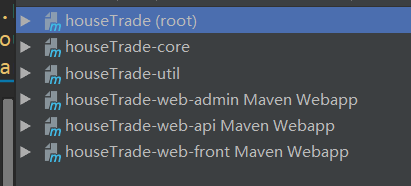 houseTrade (root)
houseTrade-core
houseTrade-util
houseTrade-web-admin Maven Webapp
houseTrade-web-api Maven Webapp
houseTrade-web-front Maven Webapp